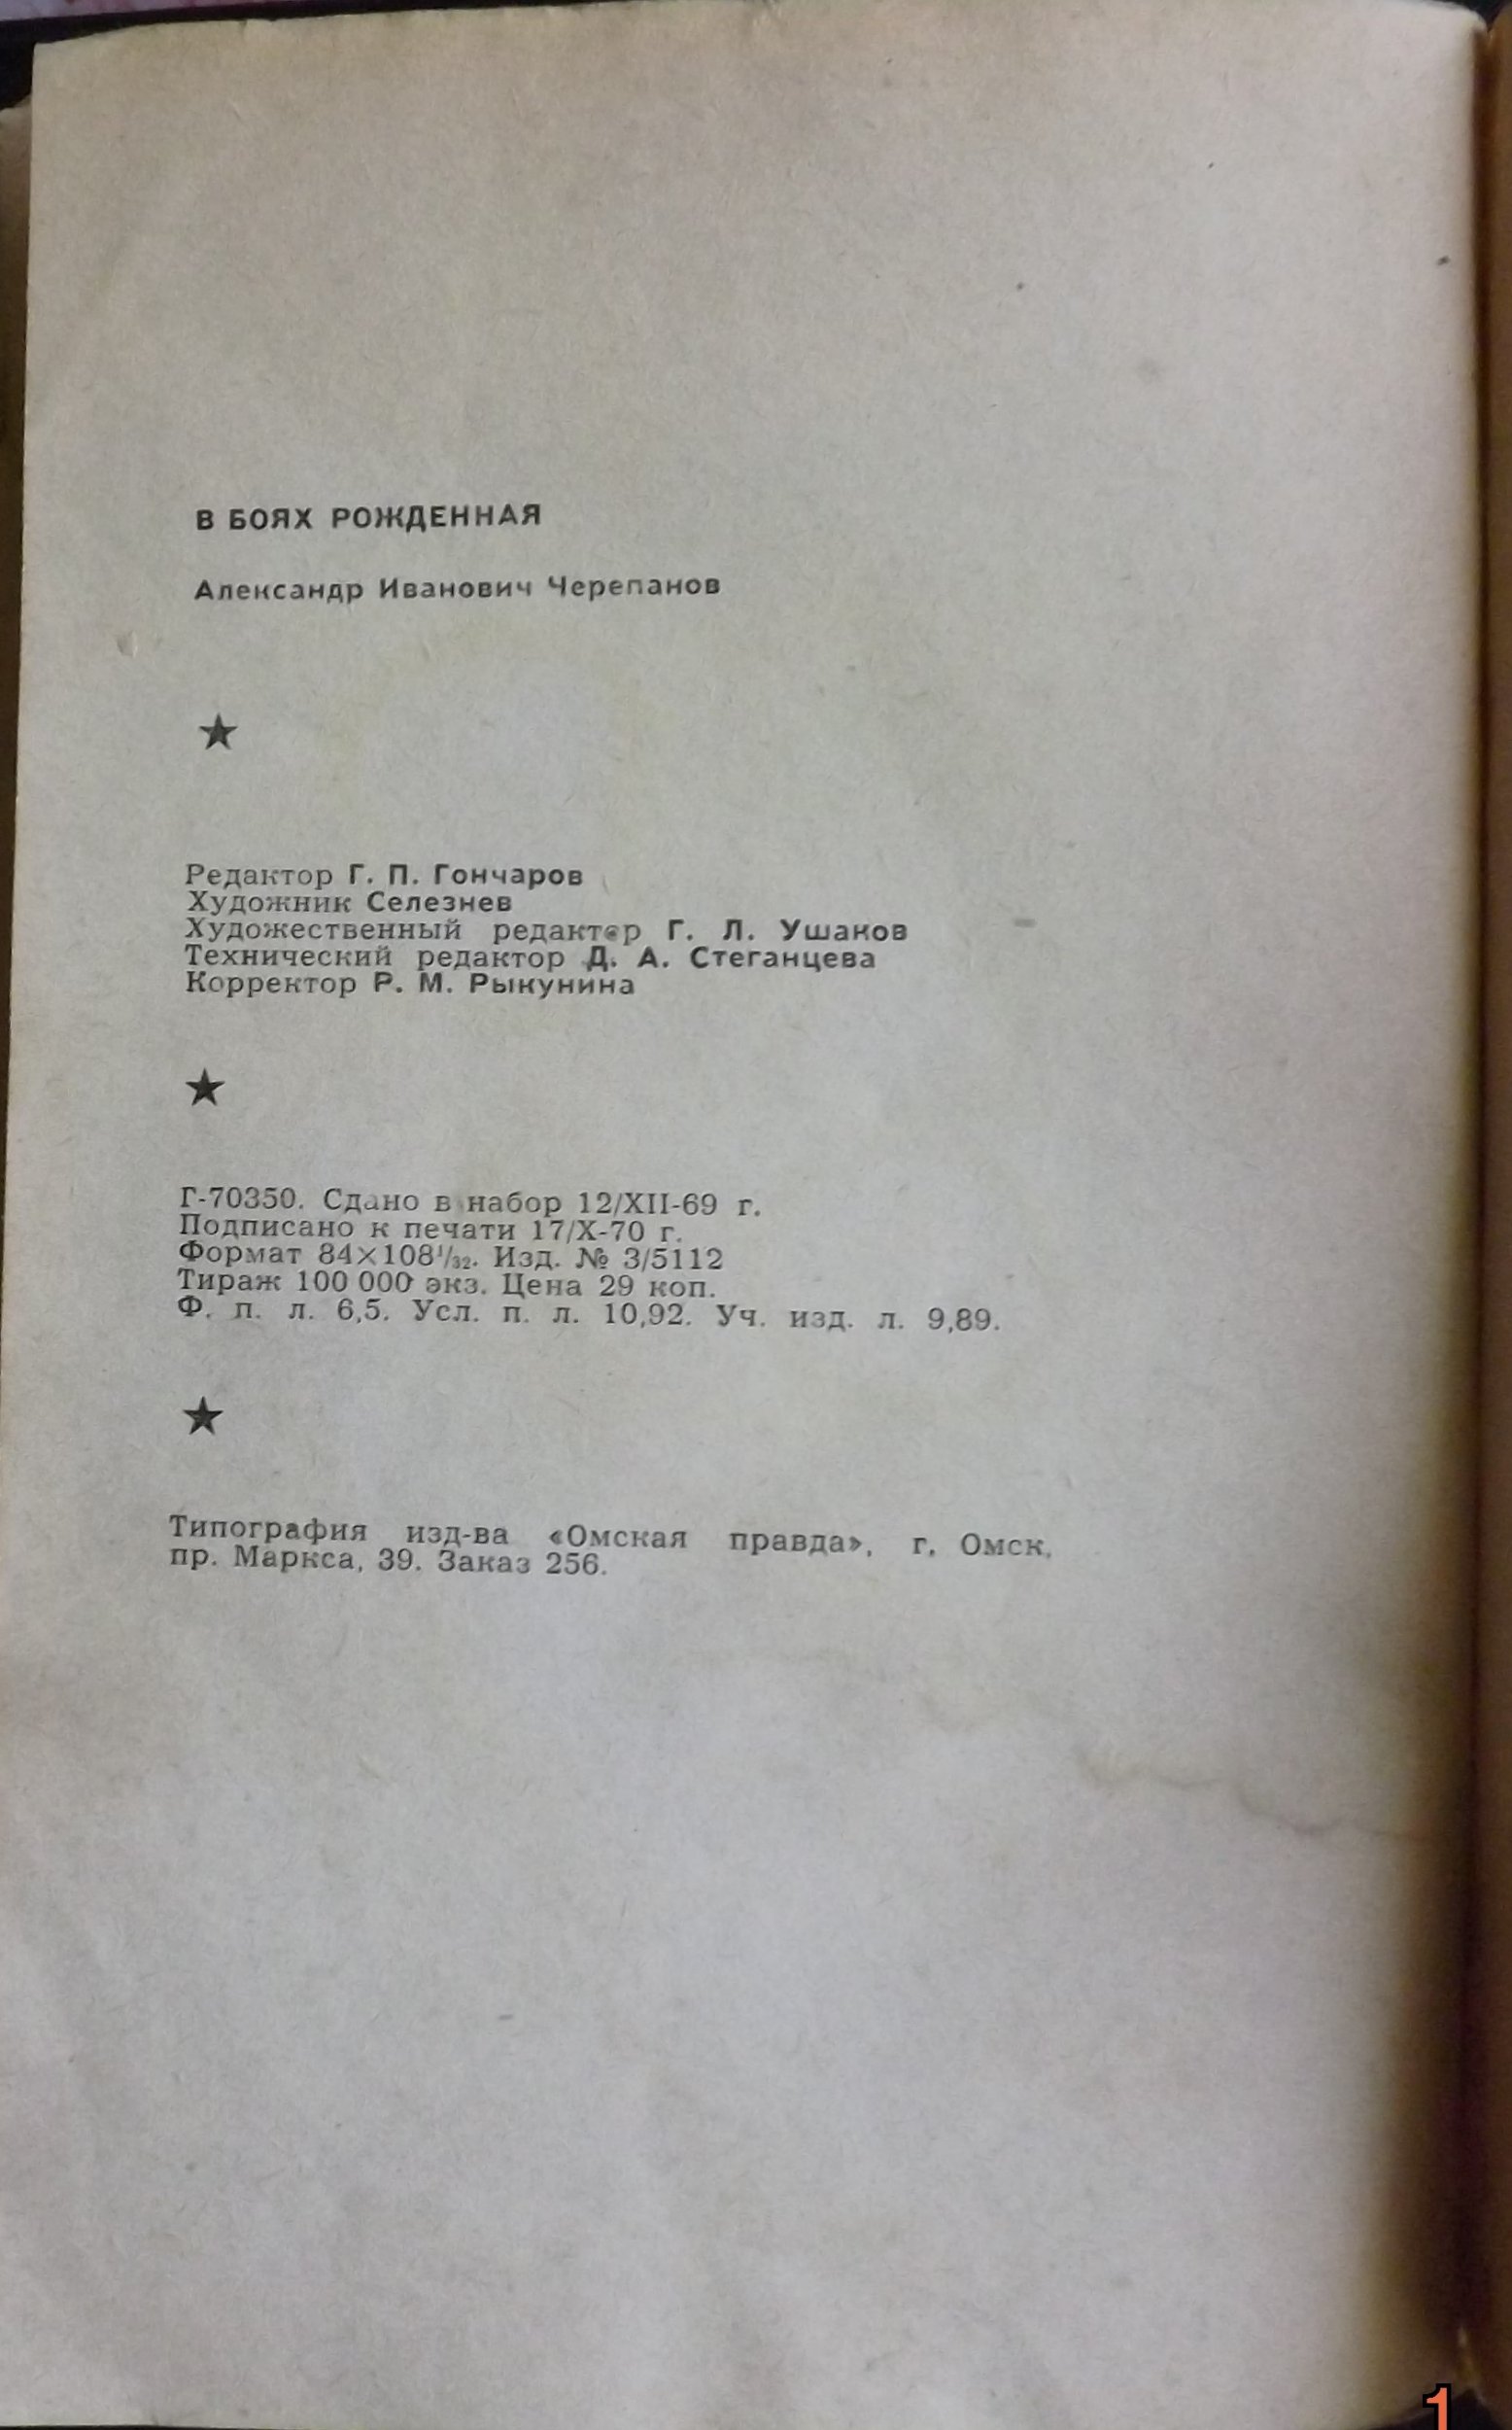 В БОЯХ РОЖДЕННАЯ
Александр Иванович Черепанов
★
Редактор Г. П. Гончаров
Художник Селезнев
Художественный редактор Г. Л. Ушаков
Технический редактор Д. А. Стеганцева
Корректор Р. М. Рыкунина
★
Г-70350. Сдано в набор 12/XII-69 г.
Подписано к печати 17/X-70 г.
Формат 84×108¹/₃₂. Изд. № 3/5112
Тираж 100 000 экз. Цена 29 коп.
Ф. п. л. 6,5. Усл. п. л. 10,92. Уч. изд. л. 9,89.
★
Типография изд-ва «Омская правда», г. Омск,
пр. Маркса, 39. Заказ 256.
1